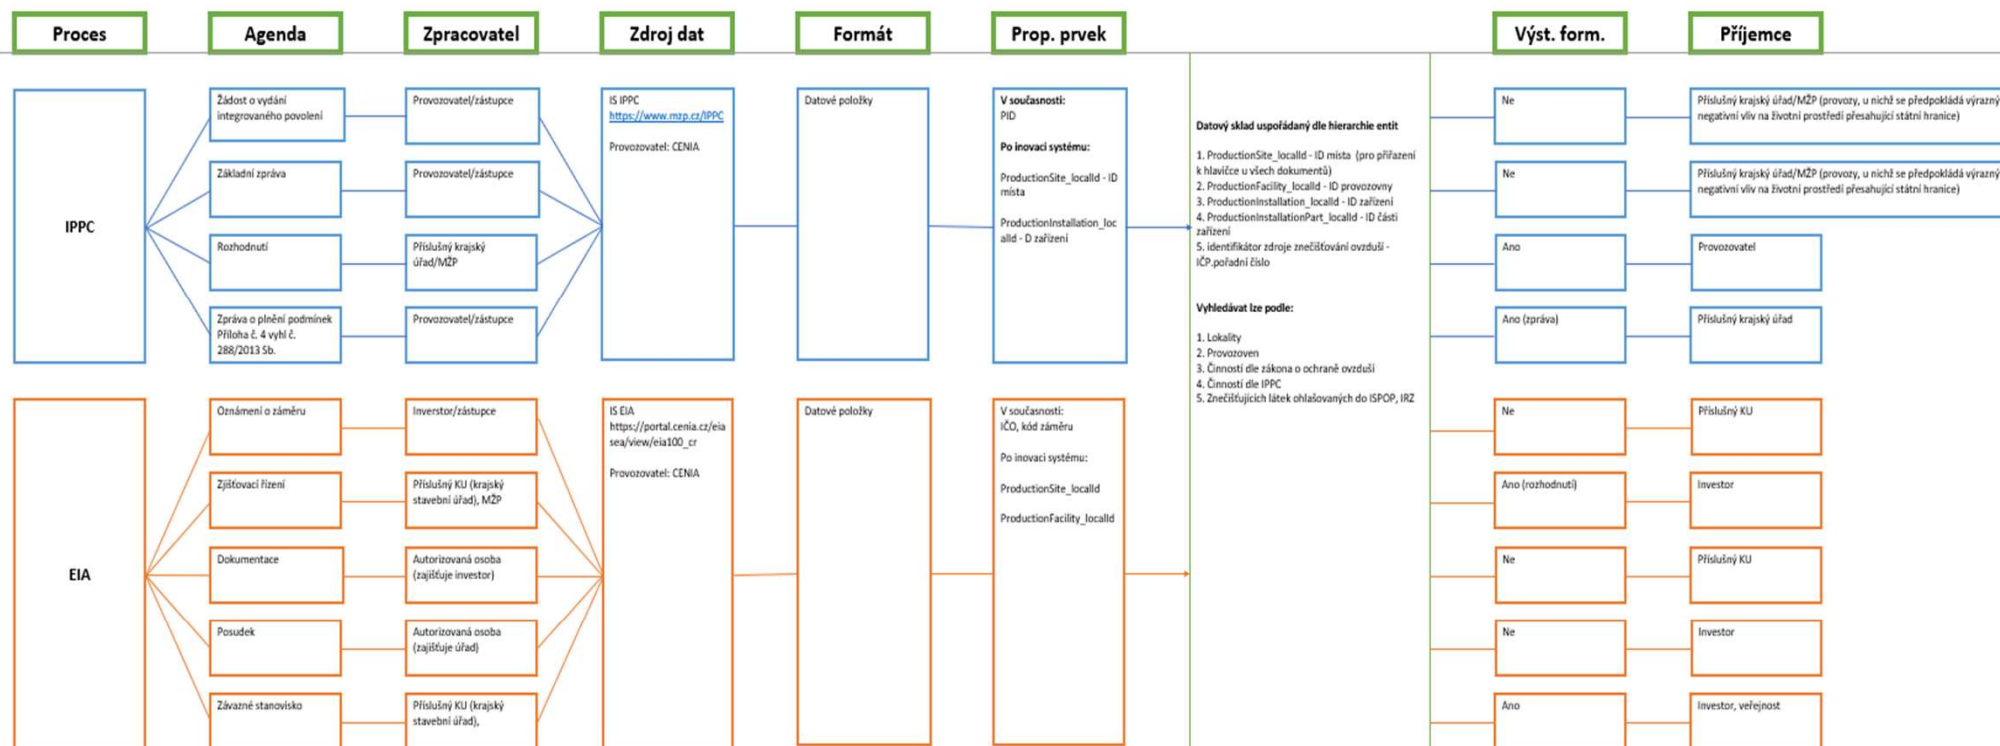 Proces
Agenda
Zpracovatel
Zdroj dat
Formát
Prop. prvek
Výst. form.
Příjemce
IPPC
Žádost o vydání
integrovaného povolení
Základní zpráva
Rozhodnutí
Zpráva o plnění podmínek
Příloha č. 4 vyhl č.
288/2013 Sb.
Provozovatel/zástupce
Provozovatel/zástupce
Příslušný krajský
úřad/MŽP
Provozovatel/zástupce
IS IPPC
https://www.mzp.cz/IPPC
Provozovatel: CENIA
Datové položky
V současnosti:
PID
Po inovaci systému:
ProductionSite_localId - ID
místa
ProductionInstallation_loc
alId - D zařízení
Datový sklad uspořádaný dle hierarchie entit
1. ProductionSite_localId - ID místa (pro přiřazení
k hlavičce u všech dokumentů)
2. ProductionFacility_localId - ID provozovny
3. ProductionInstallation_localId - ID zařízení
4. ProductionInstallationPart_localId - ID části
zařízení
5. identifikátor zdroje znečišťování ovzduší -
IČP.pořadní číslo
Vyhledávat lze podle:
1. Lokality
2. Provozoven
3. Činností dle zákona o ochraně ovzduší
4. Činností dle IPPC
5. Znečišťujících látek ohlašovaných do ISPOP, IRZ
Ne
Ne
Ano
Ano (zpráva)
Příslušný krajský úřad/MŽP (provozy, u nichž se předpokládá výrazný
negativní vliv na životní prostředí přesahující státní hranice)
Příslušný krajský úřad/MŽP (provozy, u nichž se předpokládá výrazný
negativní vliv na životní prostředí přesahující státní hranice)
Provozovatel
Příslušný krajský úřad
EIA
Oznámení o záměru
Zjišťovací řízení
Dokumentace
Posudek
Závazné stanovisko
Inverstor/zástupce
Příslušný KU (krajský
stavební úřad), MŽP
Autorizovaná osoba
(zajišťuje investor)
Autorizovaná osoba
(zajišťuje úřad)
Příslušný KU (krajský
stavební úřad),
IS EIA
https://portal.cenia.cz/eia
sea/view/eia100_cr
Provozovatel: CENIA
Datové položky
V současnosti:
IČO, kód záměru
Po inovaci systému:
ProductionSite_localId
ProductionFacility_localId
Ne
Ano (rozhodnutí)
Ne
Ne
Ano
Příslušný KU
Investor
Příslušný KU
Investor
Investor, veřejnost